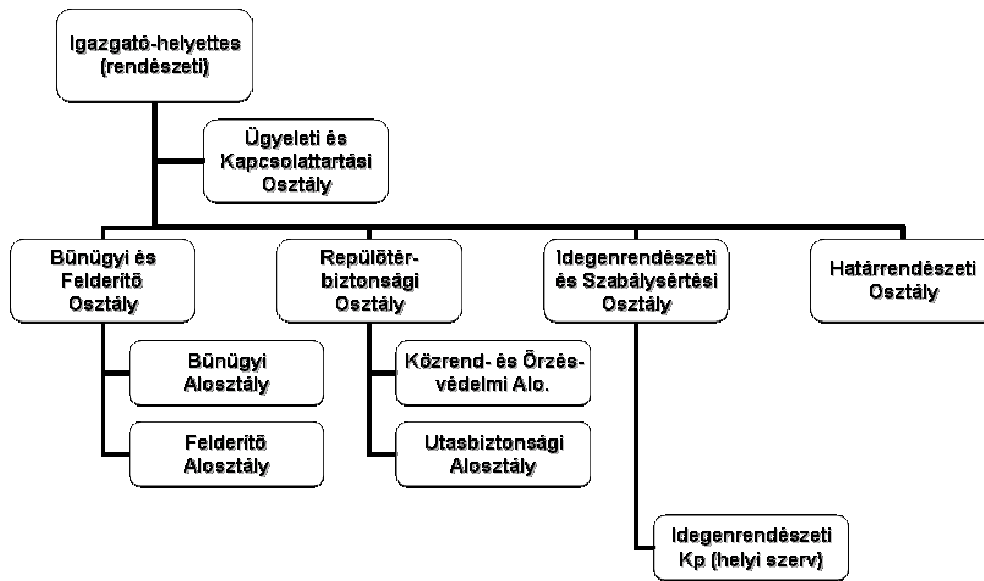 Igazgató-helyettes
(rendészeti)
Ügyeleti és
Kapcsolattartási
Osztály
Bűnügyi és
Felderítő
Osztály
Repülőtér-
biztonsági
Osztály
Idegenrendészeti
és Szabálysértési
Osztály
Határrendészeti
Osztály
Bűnügyi
Alosztály
Közrend- és Őrzés-
védelmi Alo.
Felderítő
Alosztály
Utasbiztonsági
Alosztály
Idegenrendészeti
Kp (helyi szerv)